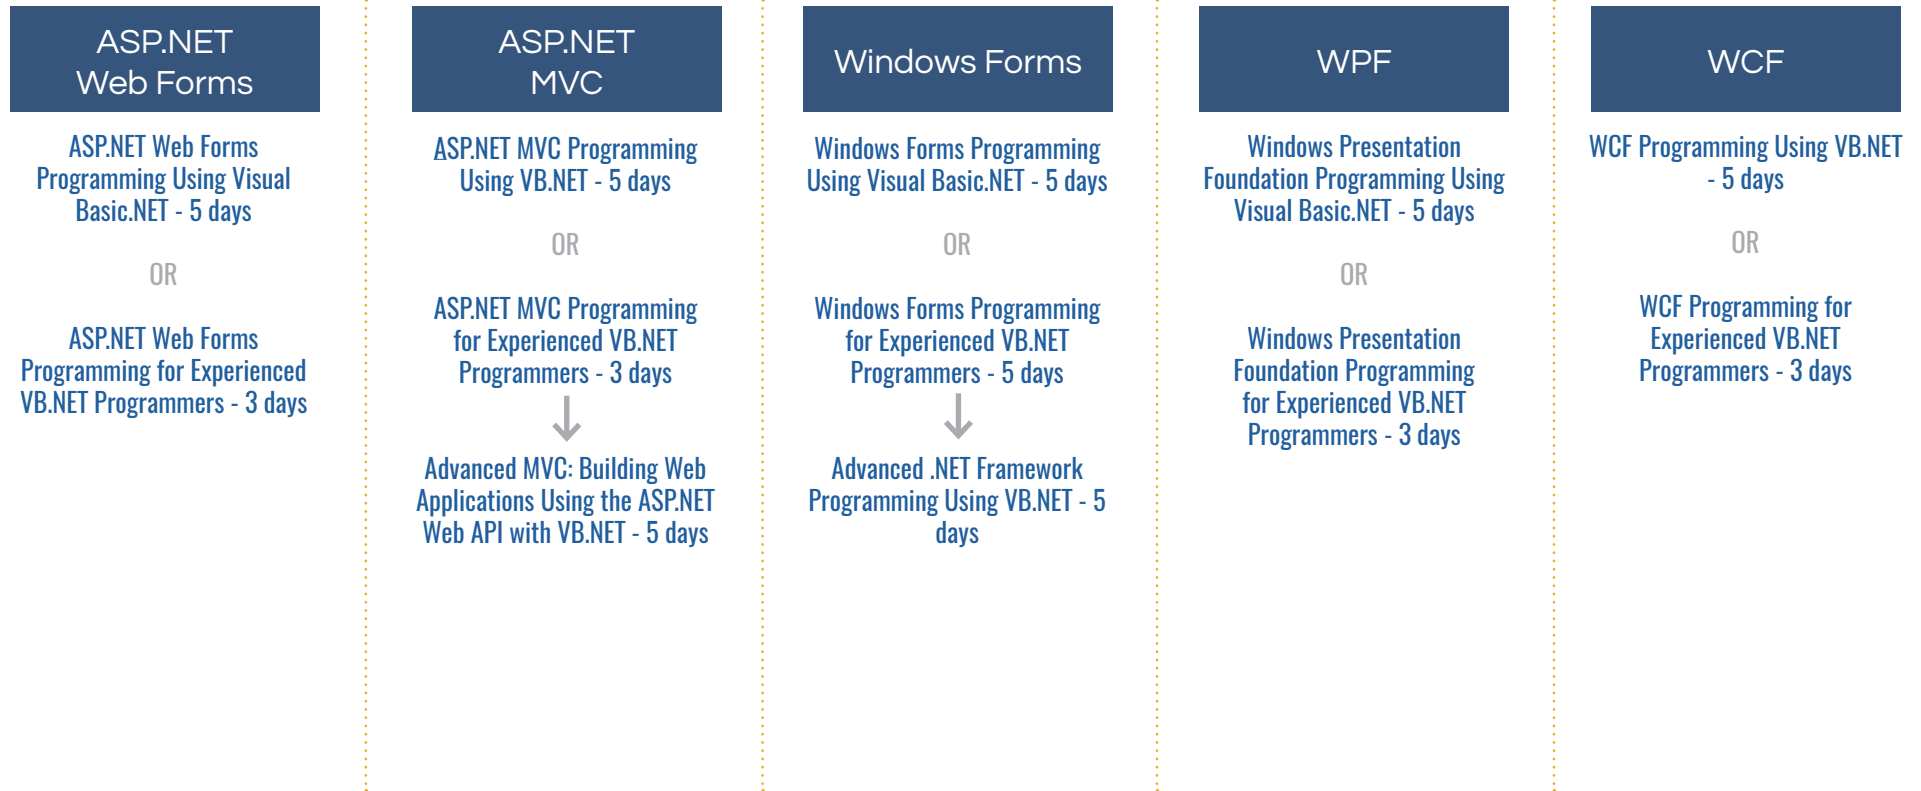 ASP.NET
Web Forms
ASP.NET Web Forms
Programming Using Visual
Basic.NET - 5 days
OR
ASP.NET Web Forms
Programming for Experienced
VB.NET Programmers - 3 days
ASP.NET
MVC
ASP.NET MVC Programming
Using VB.NET - 5 days
OR
ASP.NET MVC Programming
for Experienced VB.NET
Programmers - 3 days
Advanced MVC: Building Web
Applications Using the ASP.NET
Web API with VB.NET - 5 days
Windows Forms
Windows Forms Programming
Using Visual Basic.NET - 5 days
OR
Windows Forms Programming
for Experienced VB.NET
Programmers - 5 days
Advanced .NET Framework
Programming Using VB.NET - 5
days
WPF
Windows Presentation
Foundation Programming Using
Visual Basic.NET - 5 days
OR
Windows Presentation
Foundation Programming
for Experienced VB.NET
Programmers - 3 days
WCF
WCF Programming Using VB.NET
- 5 days
OR
WCF Programming for
Experienced VB.NET
Programmers - 3 days